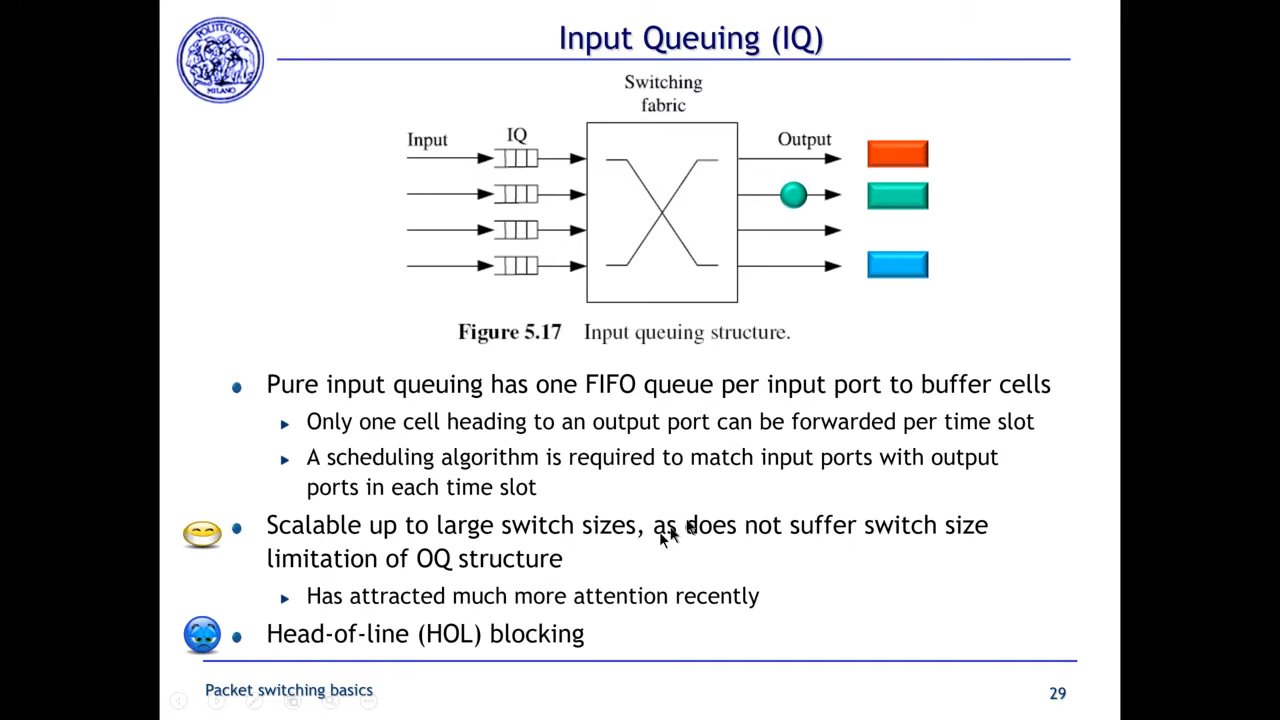 POLITECNICO
MILANO
Input Queuing (IQ)
Switching
fabric
Input
IQ
Output
Figure 5.17 Input queuing structure.
Pure input queuing has one FIFO queue per input port to buffer cells
Only one cell heading to an output port can be forwarded per time slot
A scheduling algorithm is required to match input ports with output
ports in each time slot
Scalable up to large switch sizes, as does not suffer switch size
limitation of OQ structure
Has attracted much more attention recently
Head-of-line (HOL) blocking
Packet switching basics
29